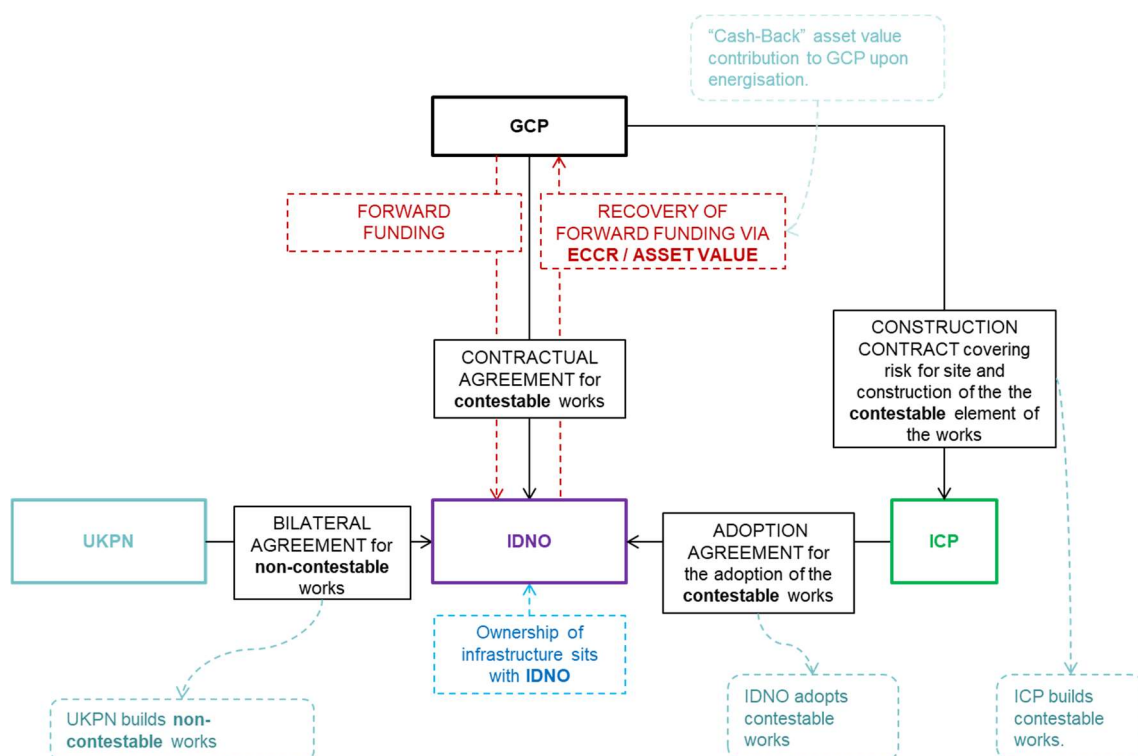 “Cash-Back” asset value
contribution to GCP upon
energisation.
GCP
FORWARD
FUNDING
RECOVERY OF
FORWARD FUNDING VIA
ECCR / ASSET VALUE
CONSTRUCTION
CONTRACT covering
risk for site and
construction of the the
contestable element of
the works
CONTRACTUAL
AGREEMENT for
contestable works
UKPN
BILATERAL
AGREEMENT for
non-contestable
works
IDNO
ADOPTION
AGREEMENT for
the adoption of the
contestable works
ICP
Ownership of
infrastructure sits
with IDNO
UKPN builds non-
contestable works
IDNO adopts
contestable
works
ICP builds
contestable
works.